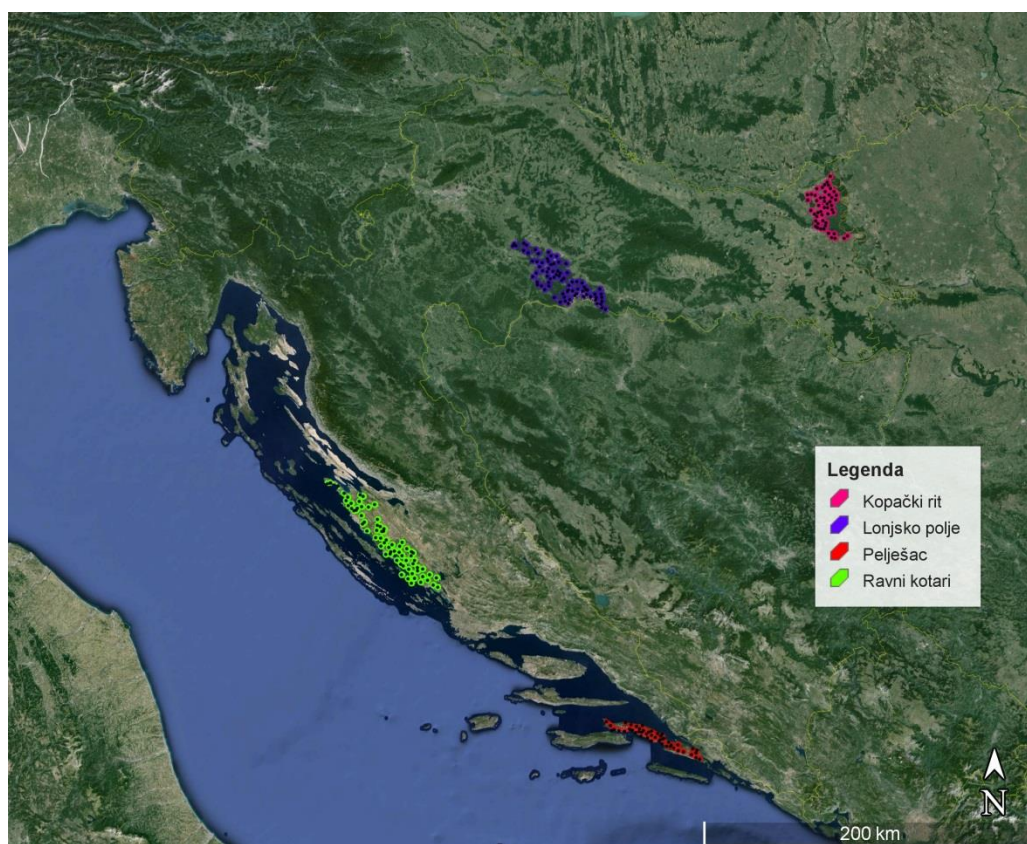 Legenda
Kopački rit
Lonjsko polje
Pelješac
Ravni kotari
N
200 km